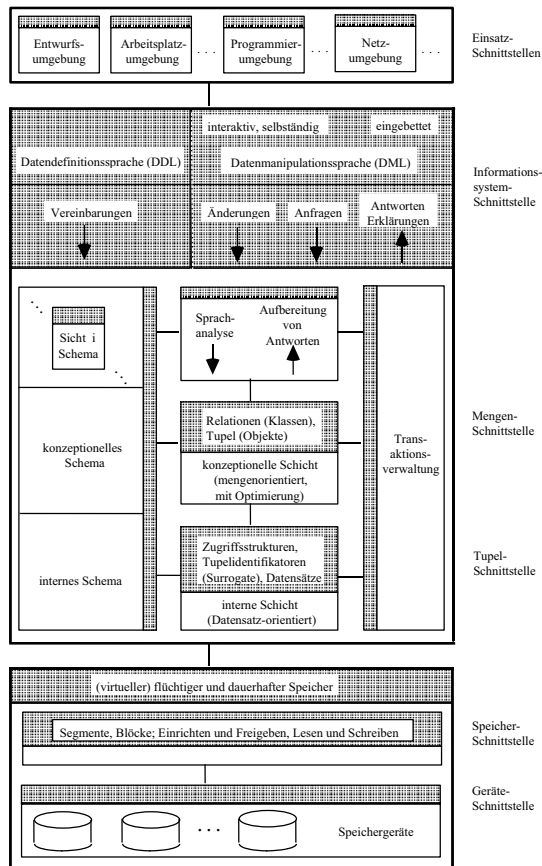 Entwurfs-
umgebung
Arbeitsplatz-
umgebung
. . .
Programmier-
umgebung
. . .
Netz-
umgebung
. . .
Einsatz-
Schnittstellen
interaktiv, selbständig
eingebettet
Datendefinitionssprache (DDL)
Datenmanipulationssprache (DML)
Informations-
system-
Schnittstelle
Vereinbarungen
Änderungen
Anfragen
Antworten
Erklärungen
Sicht i
Schema
Sprach-
analyse
Aufbereitung
von
Antworten
konzeptionelles
Schema
Relationen (Klassen),
Tupel (Objekte)
konzeptionelle Schicht
(mengenorientiert,
mit Optimierung)
Trans-
aktions-
verwaltung
Mengen-
Schnittstelle
internes Schema
Zugriffsstrukturen,
Tupelidentifikatoren
(Surrogate), Datensätze
interne Schicht
(Datensatz-orientiert)
Tupel-
Schnittstelle
(virtueller) flüchtiger und dauerhafter Speicher
Segmente, Blöcke; Einrichten und Freigeben, Lesen und Schreiben
Speicher-
Schnittstelle
. . .
Speichergeräte
Geräte-
Schnittstelle